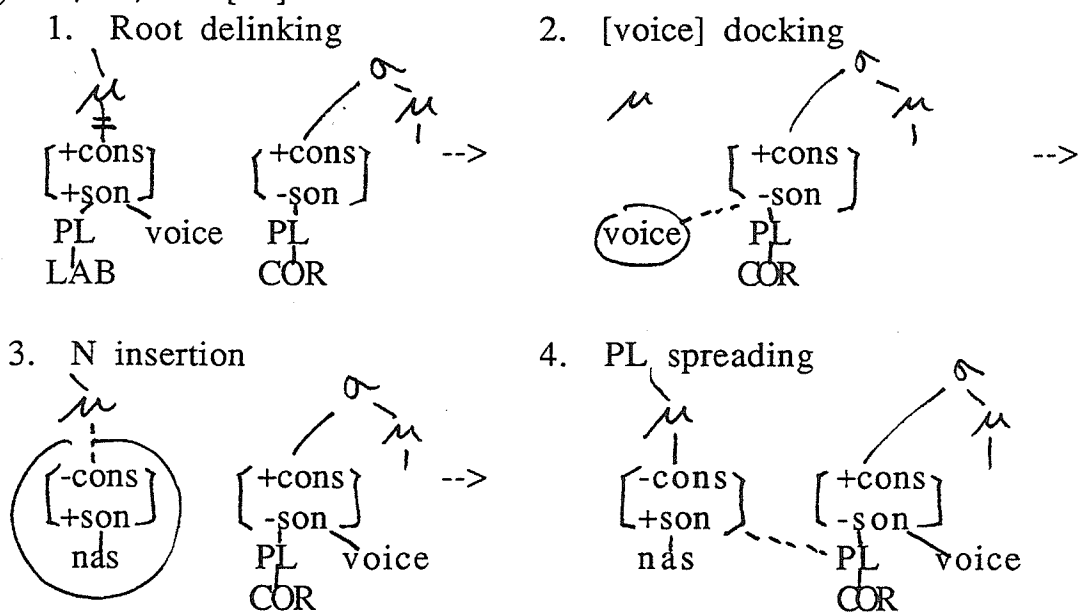 1. Root delinking 2. [voice] docking
μ σ μ μ σ μ
[+cons +son] [+cons -son] --> [+cons -son] -->
PL voice PL voice PL
LAB COR COR
3. N insertion 4. PL spreading
μ σ μ μ σ μ
[-cons +son] [+cons -son] --> [-cons +son] [+cons -son]
nas PL voice nas PL voice
COR COR